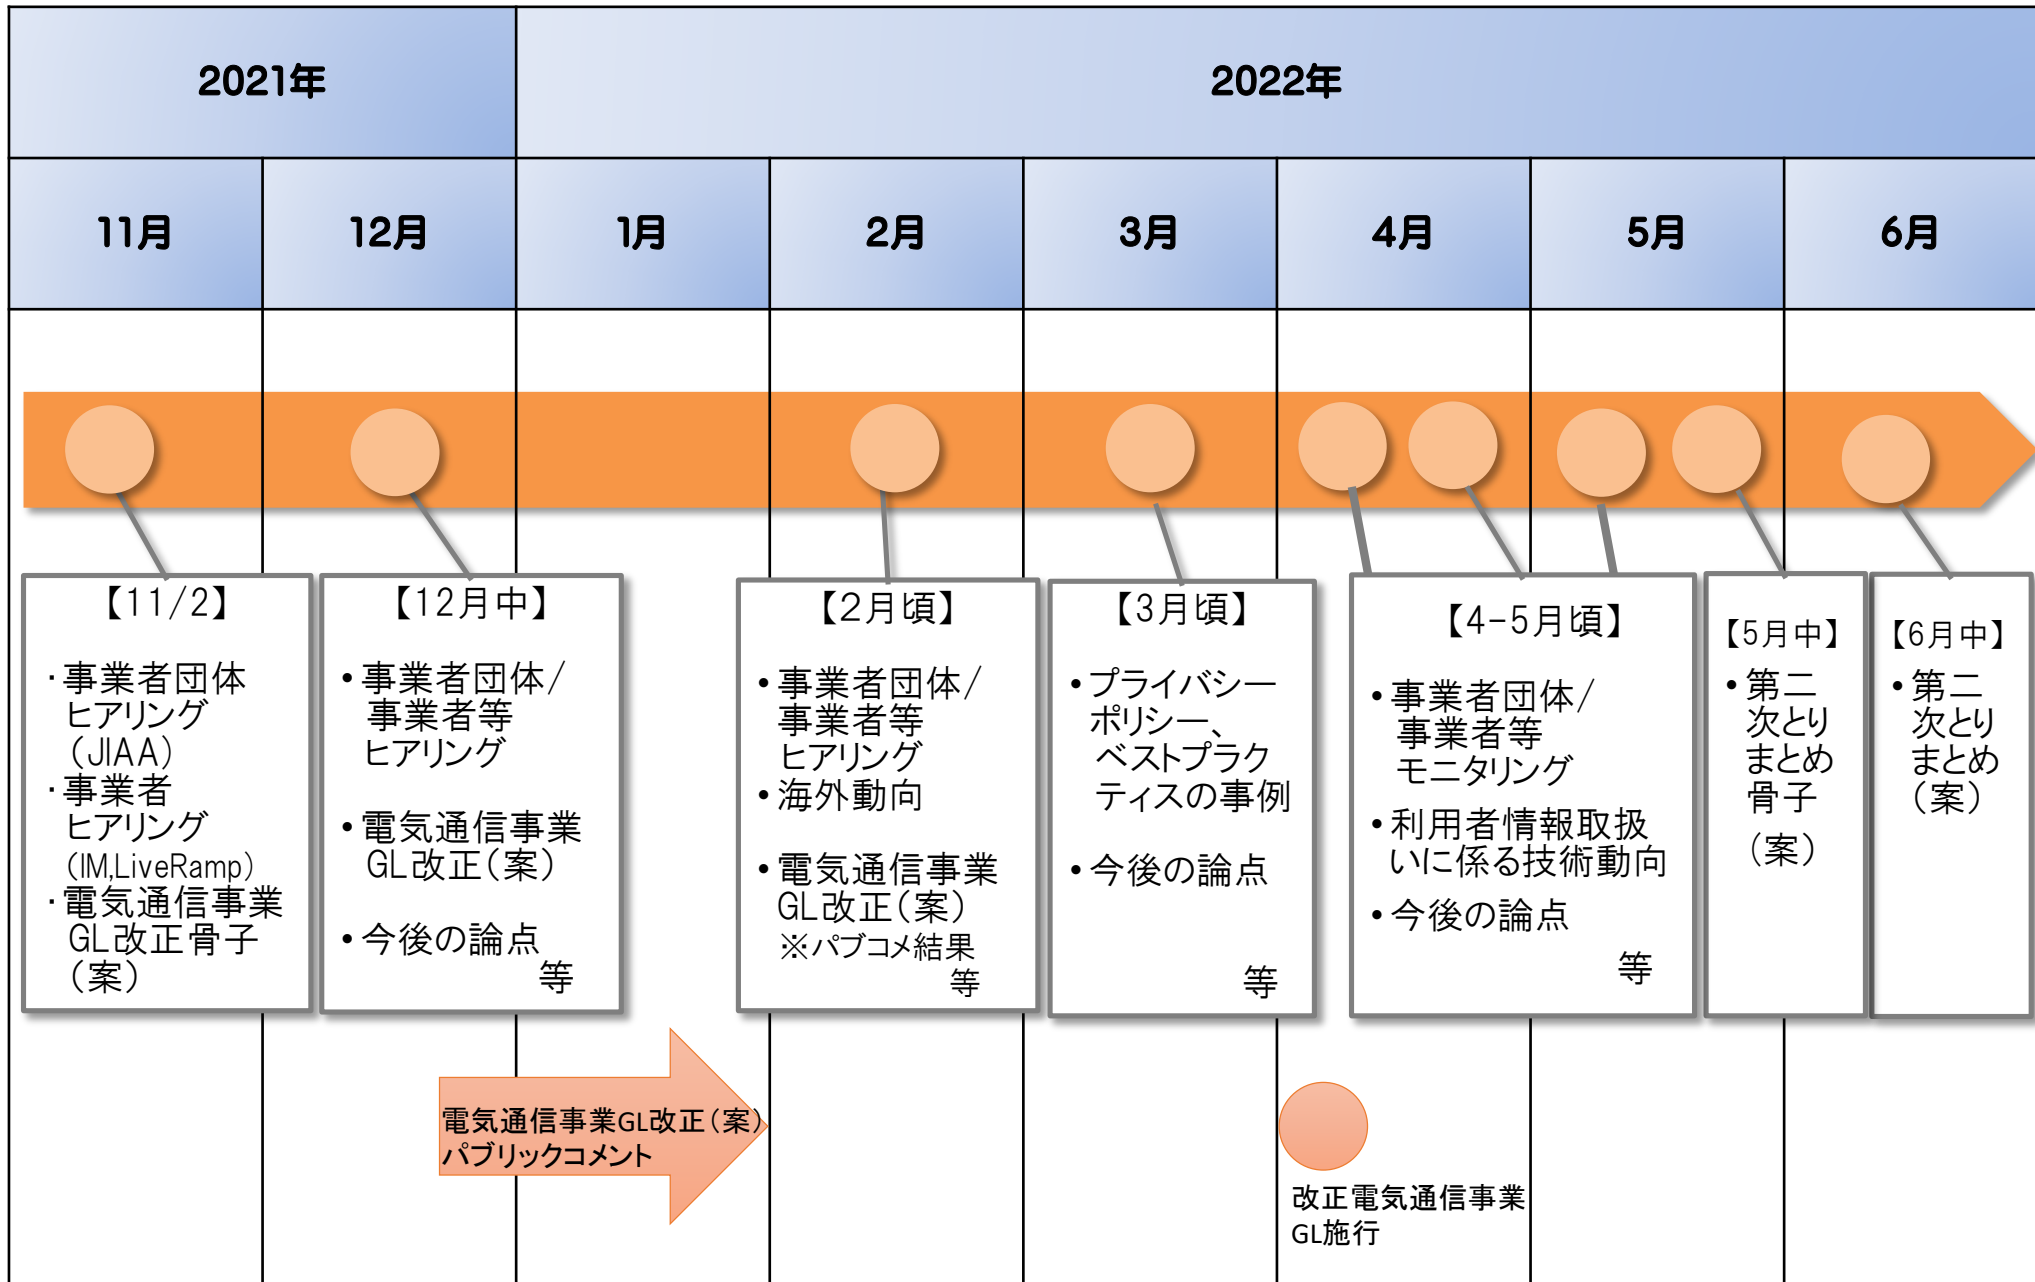 2021年
2022年
11月
12月
1月
2月
3月
4月
5月
6月
【11/2】
・事業者団体
ヒアリング
(JIAA)
・事業者
ヒアリング
(IM,LiveRamp)
・電気通信事業
GL改正骨子
(案)
【12月中】
•事業者団体/
事業者等
ヒアリング
•電気通信事業
GL改正(案)
•今後の論点
等
【2月頃】
•事業者団体/
事業者等
ヒアリング
•海外動向
•電気通信事業
GL改正(案)
※パブコメ結果
等
【3月頃】
•プライバシー
ポリシー、
ベストプラク
ティスの事例
•今後の論点
等
【4-5月頃】
•事業者団体/
事業者等
モニタリング
•利用者情報取扱
いに係る技術動向
•今後の論点
等
【5月中】
•第二
次とり
まとめ
骨子
(案)
【6月中】
•第二
次とり
まとめ
(案)
電気通信事業GL改正(案)
パブリックコメント
改正電気通信事業
GL施行